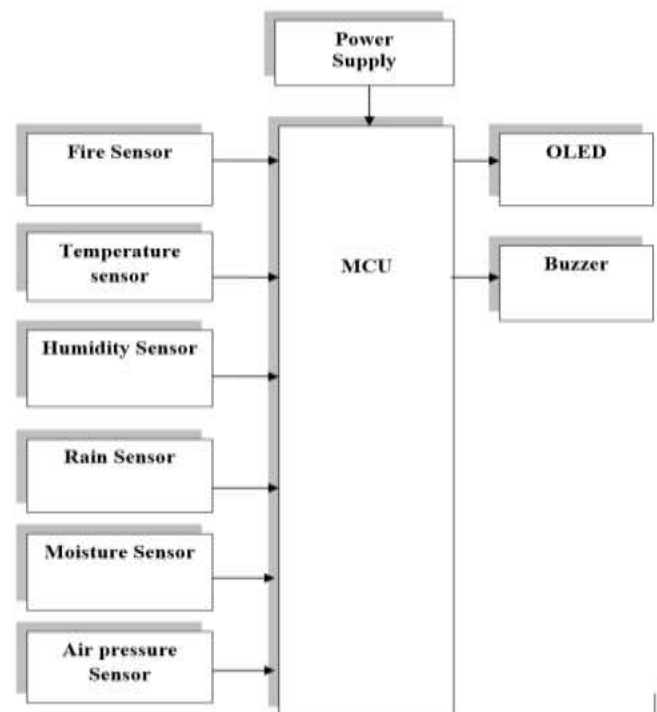 Power
Supply
Fire Sensor
OLED
Temperature
sensor
MCU
Buzzer
Humidity Sensor
Rain Sensor
Moisture Sensor
Air pressure
Sensor